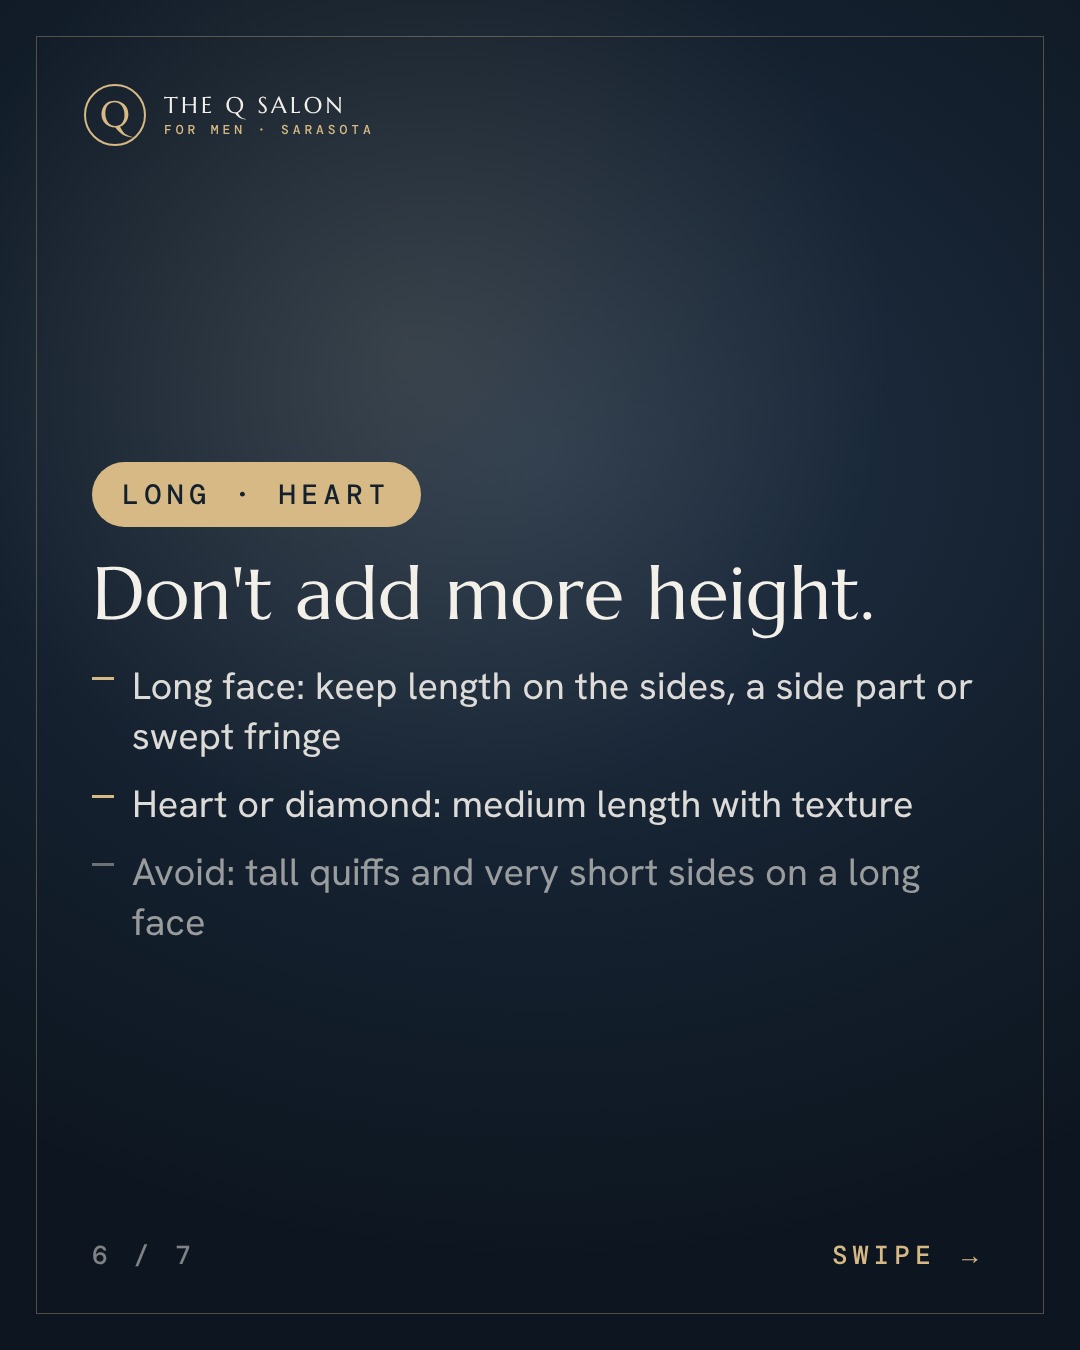 Q
THE Q SALON
FOR MEN · SARASOTA
LONG · HEART
Don't add more height.
— Long face: keep length on the sides, a side part or
swept fringe
— Heart or diamond: medium length with texture
— Avoid: tall quiffs and very short sides on a long
face
6 / 7
SWIPE →